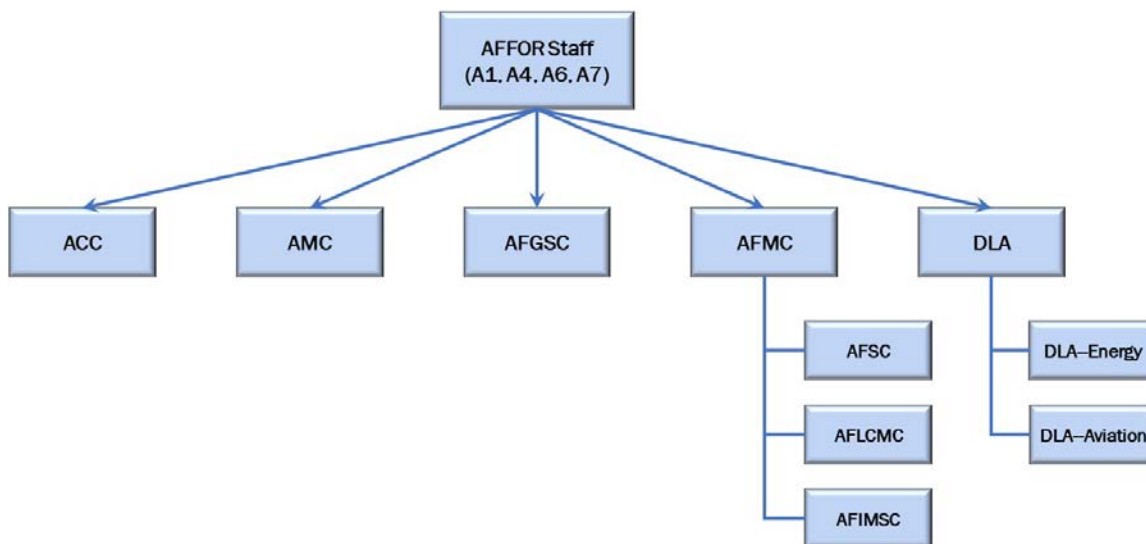 AFFOR Staff
(A1, A4, A6, A7)
ACC
AMC
AFGSC
AFMC
DLA
AFSC
DLA–Energy
AFLCMC
DLA–Aviation
AFIMSC